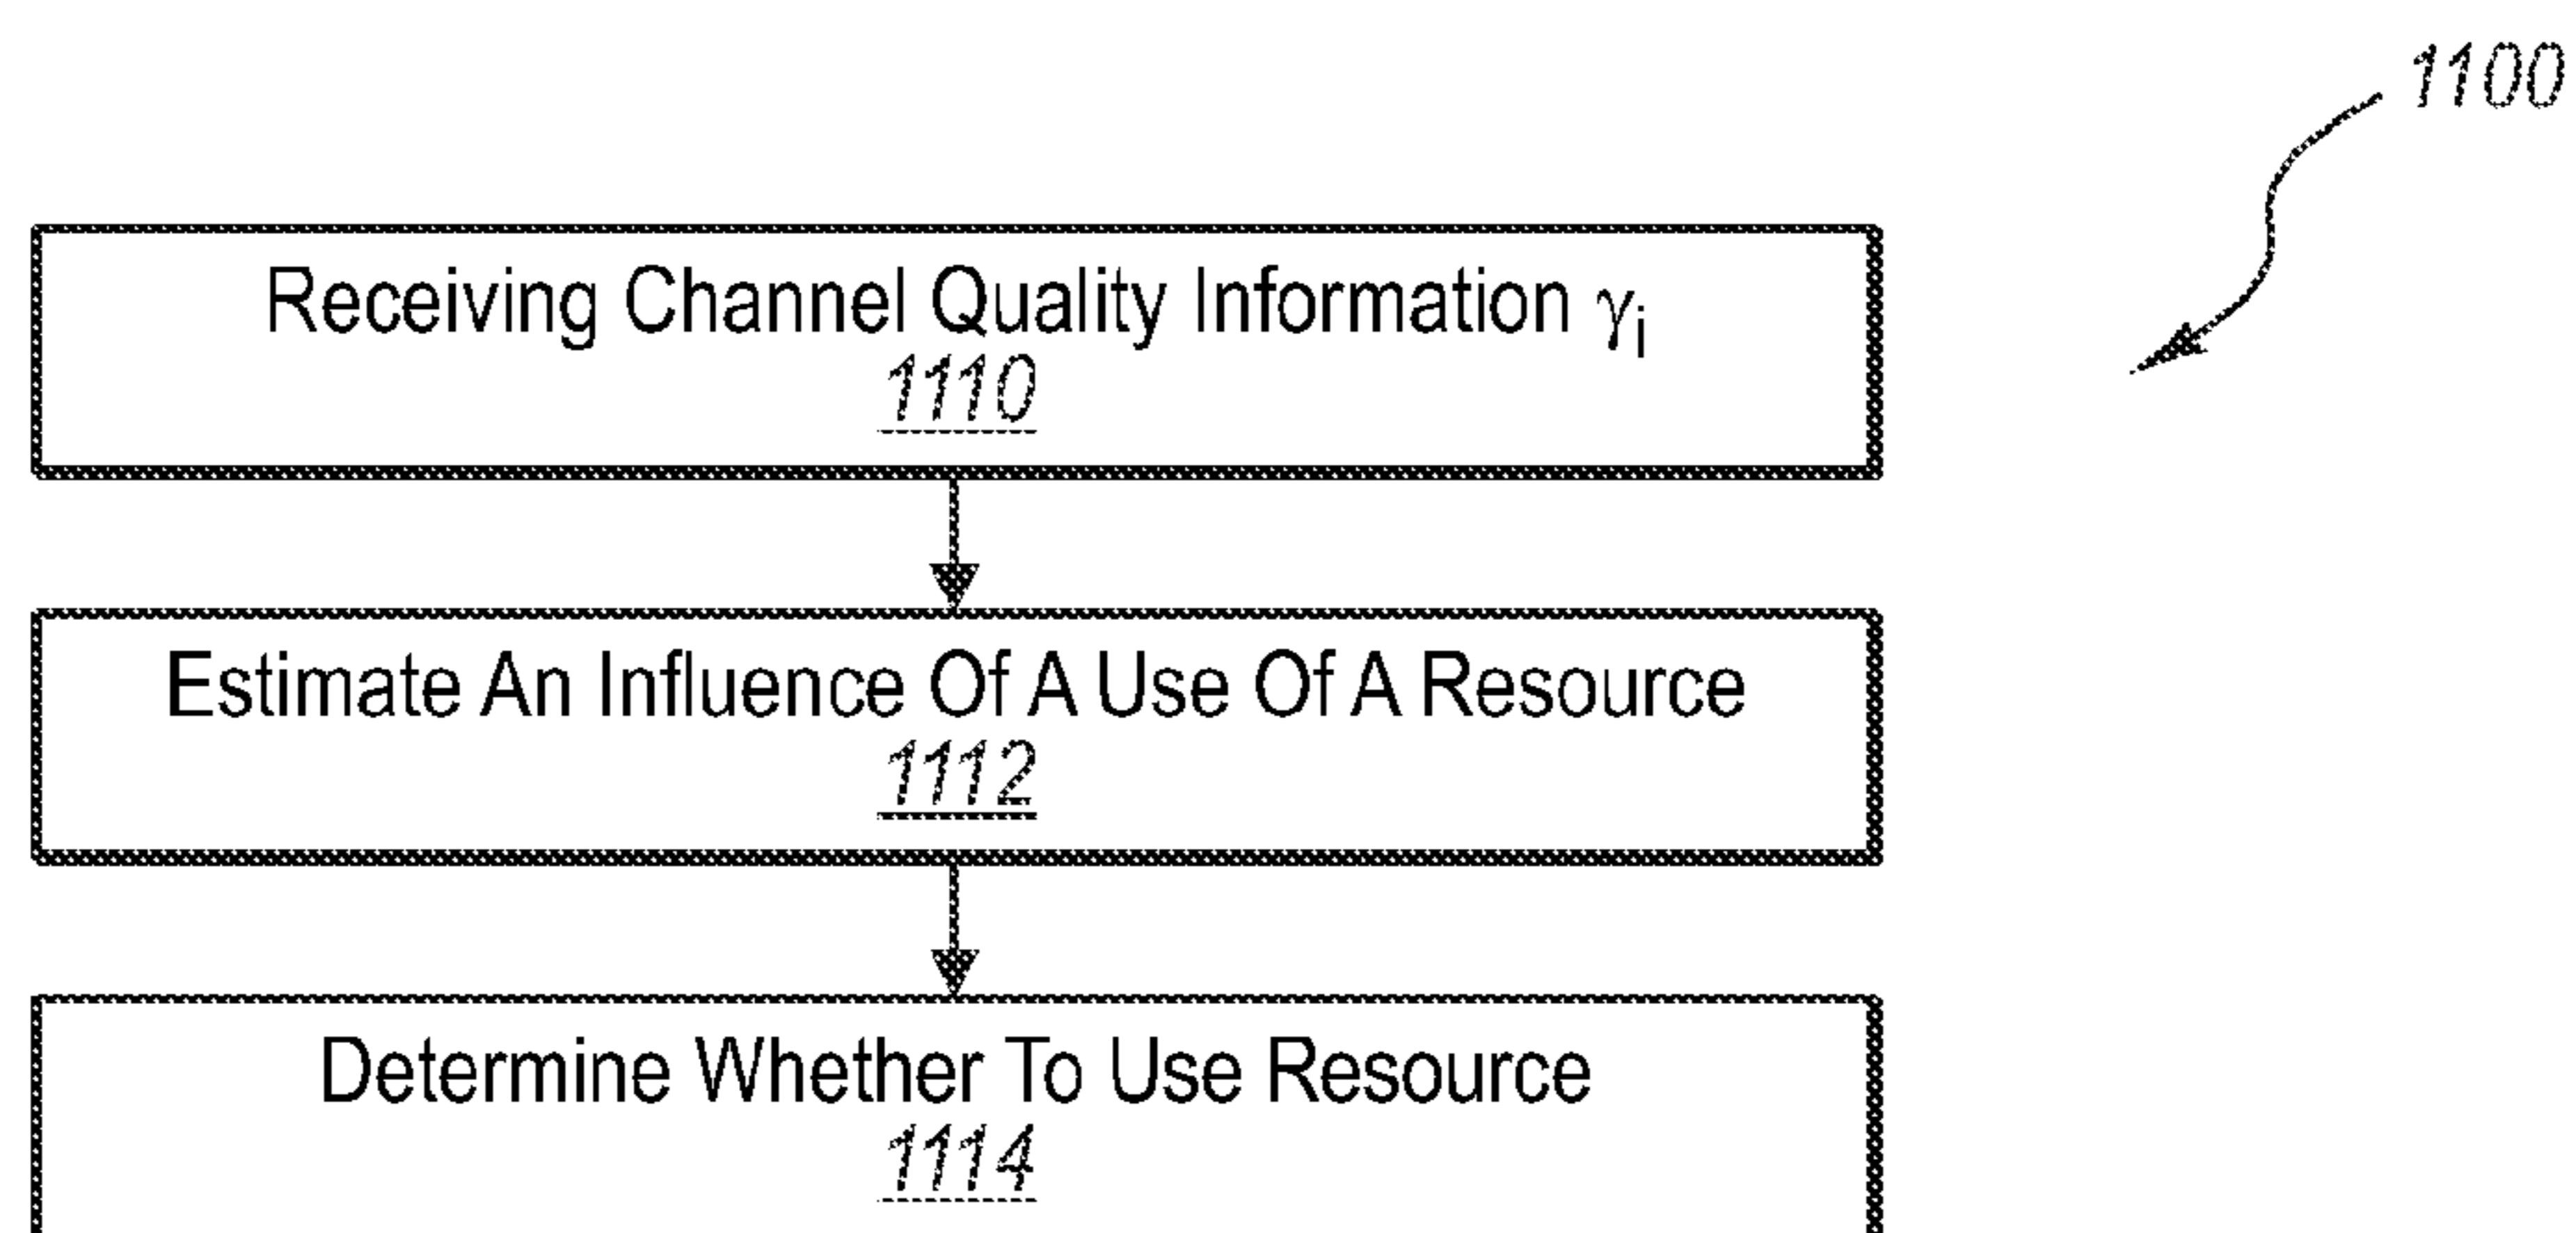 1100
Receiving Channel Quality Information γi
1110
Estimate An Influence Of A Use Of A Resource
1112
Determine Whether To Use Resource
1114